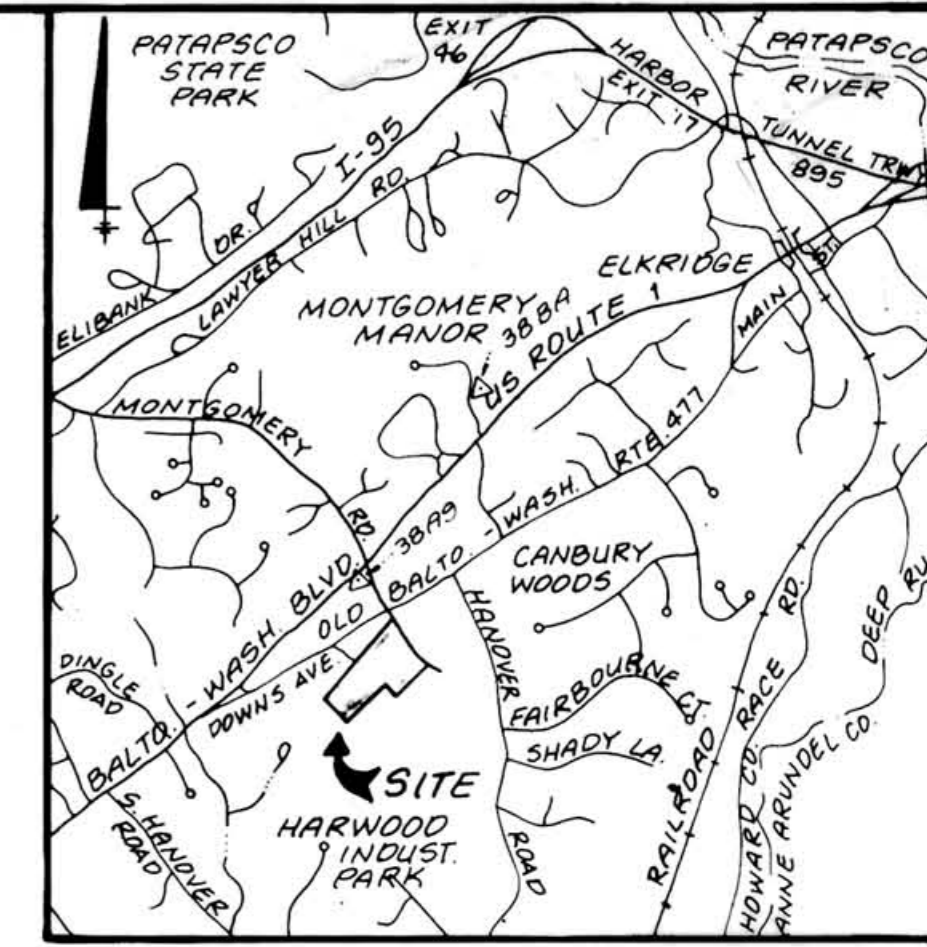 PATAPSCO
STATE
PARK
EXIT
46
HARBOR
EXIT 17
PATAPSCO
RIVER
TUNNEL TRWY
895
I-95
ELIBANK DR.
LAWYER HILL RD.
ELKRIDGE
MAIN ST.
MONTGOMERY
MANOR
388A
US ROUTE 1
MONTGOMERY RD.
38A9
BALTO. - WASH. BLVD.
OLD BALTO. - WASH. RTE. 477
CANBURY
WOODS
HANOVER ROAD
DINGLE
ROAD
DOWNS AVE.
FAIRBOURNE CT.
SHADY LA.
RAILROAD
RACE RD.
DEEP RU
HOWARD CO.
ANNE ARUNDEL CO.
S. HANOVER
ROAD
SITE
HARWOOD
INDUST.
PARK